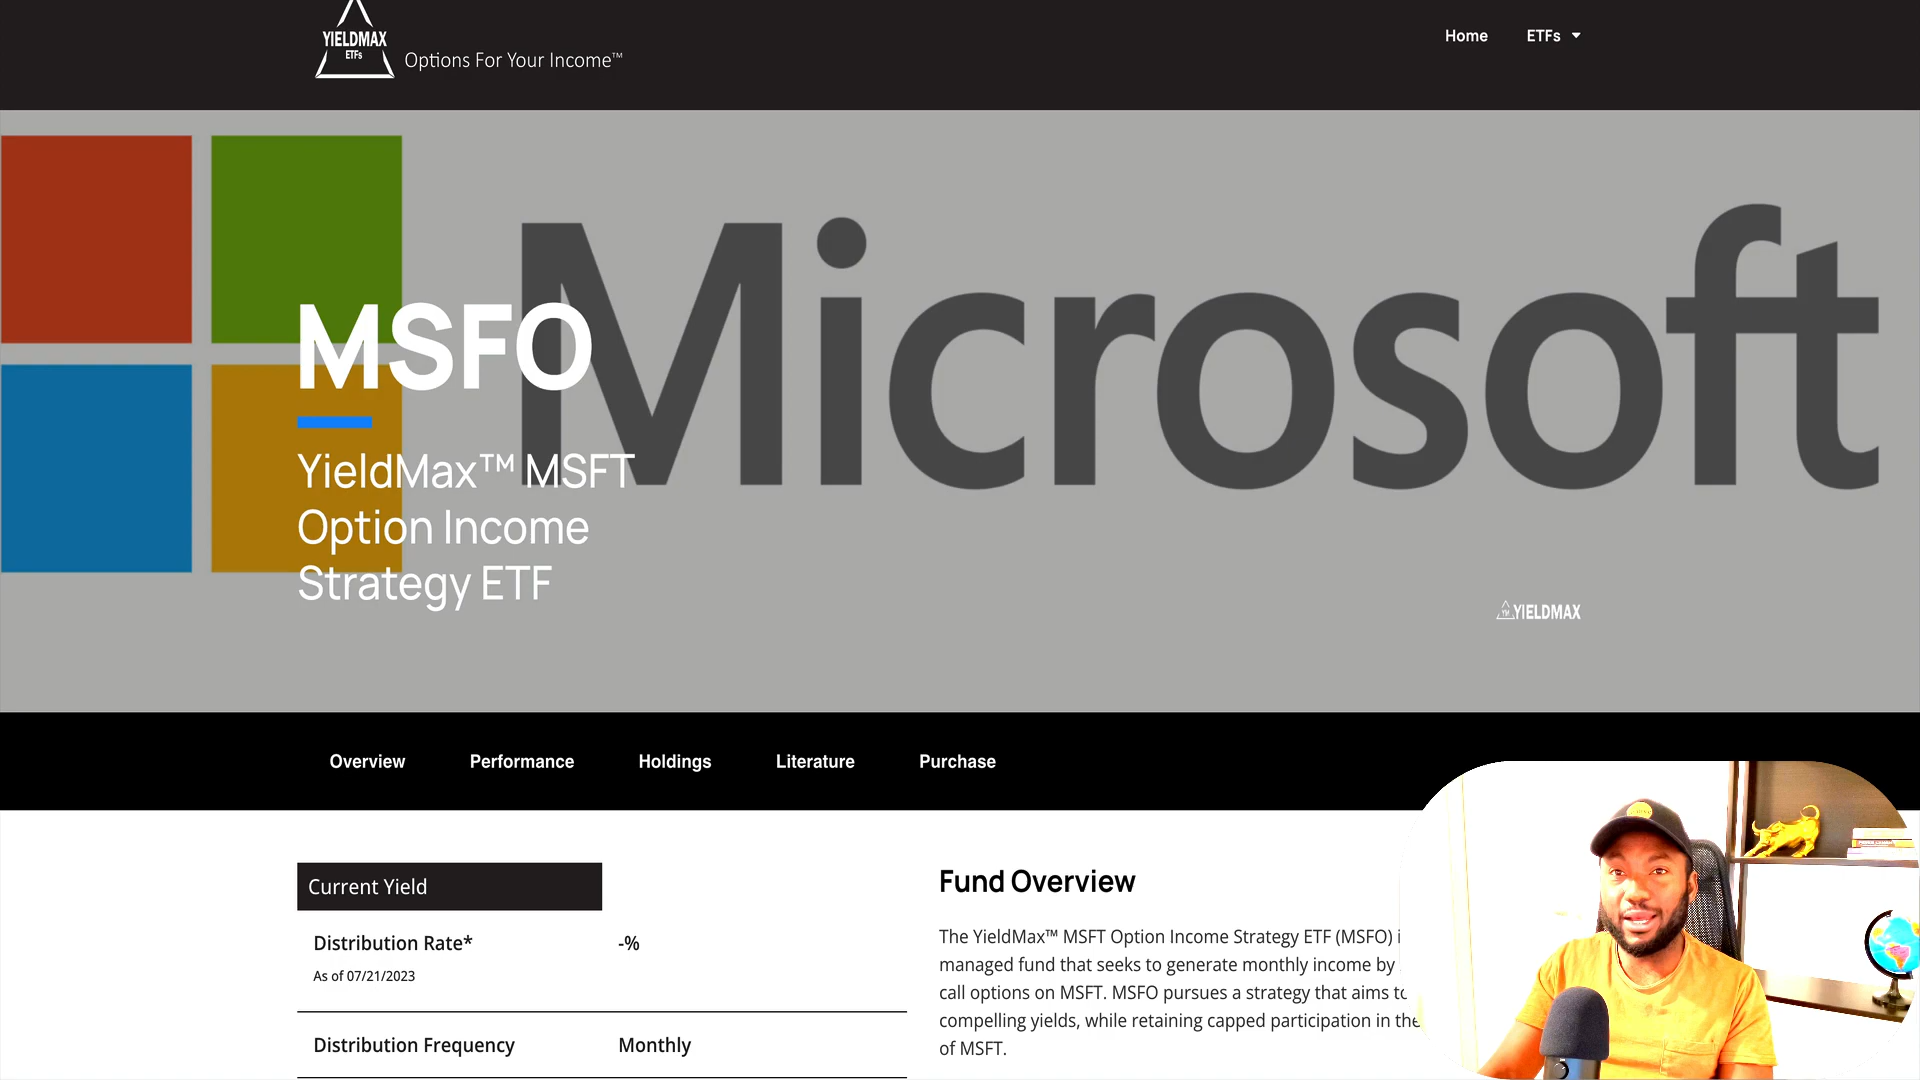 YIELDMAX
ETFs
Options For Your Income™
Home
ETFs
Microsoft
MSFO
YieldMax™ MSFT
Option Income
Strategy ETF
TM YIELDMAX
Overview
Performance
Holdings
Literature
Purchase
Current Yield
Distribution Rate*
-%
As of 07/21/2023
Distribution Frequency
Monthly
Fund Overview
The YieldMax™ MSFT Option Income Strategy ETF (MSFO)
managed fund that seeks to generate monthly income by
call options on MSFT. MSFO pursues a strategy that aims
compelling yields, while retaining capped participation in the
of MSFT.